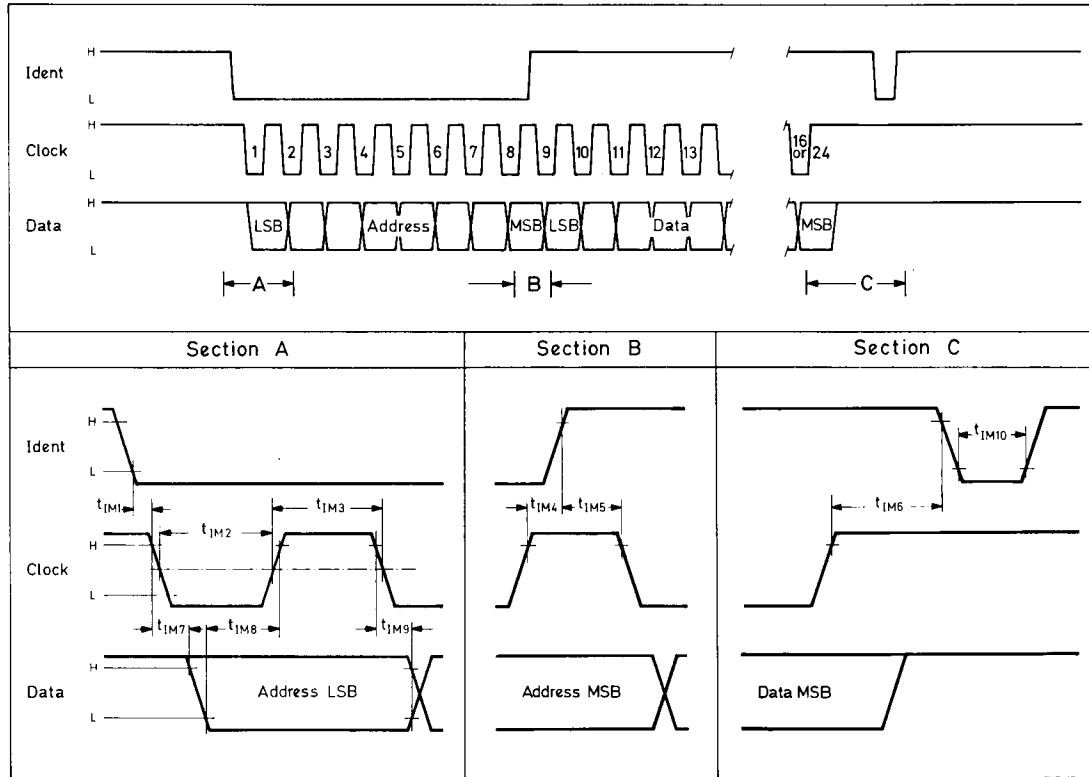 H
Ident
L
H
Clock
L
1 2 3 4 5 6 7 8 9 10 11 12 13 16 or 24
H
Data
L
LSB Address MSB LSB Data MSB
A B C
Section A Section B Section C
H
Ident
L
tIM1 tIM2 tIM3 tIM4 tIM5 tIM6 tIM10
H
Clock
L
tIM7 tIM8 tIM9
H
Data
L
Address LSB Address MSB Data MSB